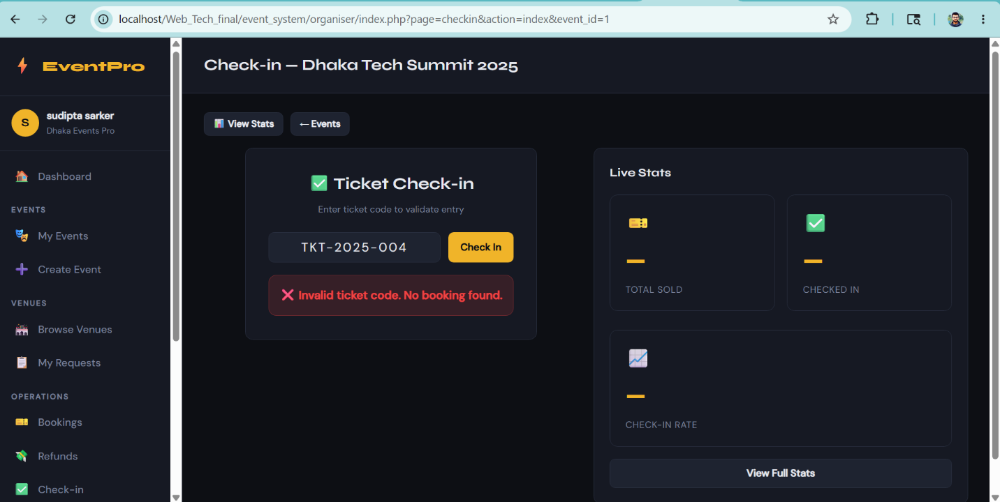 localhost/Web_Tech_final/event_system/organiser/index.php?page=checkin&action=index&event_id=1
EventPro
S
sudipta sarker
Dhaka Events Pro
Dashboard
EVENTS
My Events
Create Event
VENUES
Browse Venues
My Requests
OPERATIONS
Bookings
Refunds
Check-in
Check-in — Dhaka Tech Summit 2025
View Stats
← Events
Ticket Check-in
Enter ticket code to validate entry
TKT-2025-004
Check In
❌ Invalid ticket code. No booking found.
Live Stats
—
TOTAL SOLD
—
CHECKED IN
—
CHECK-IN RATE
View Full Stats